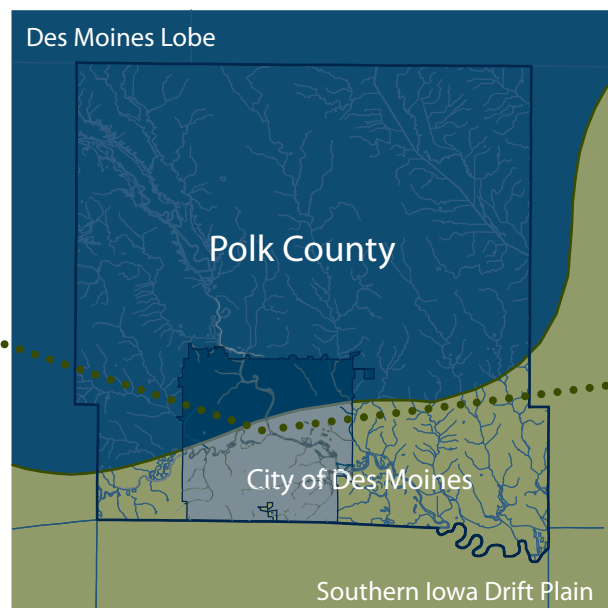 Des Moines Lobe
Polk County
City of Des Moines
Southern Iowa Drift Plain